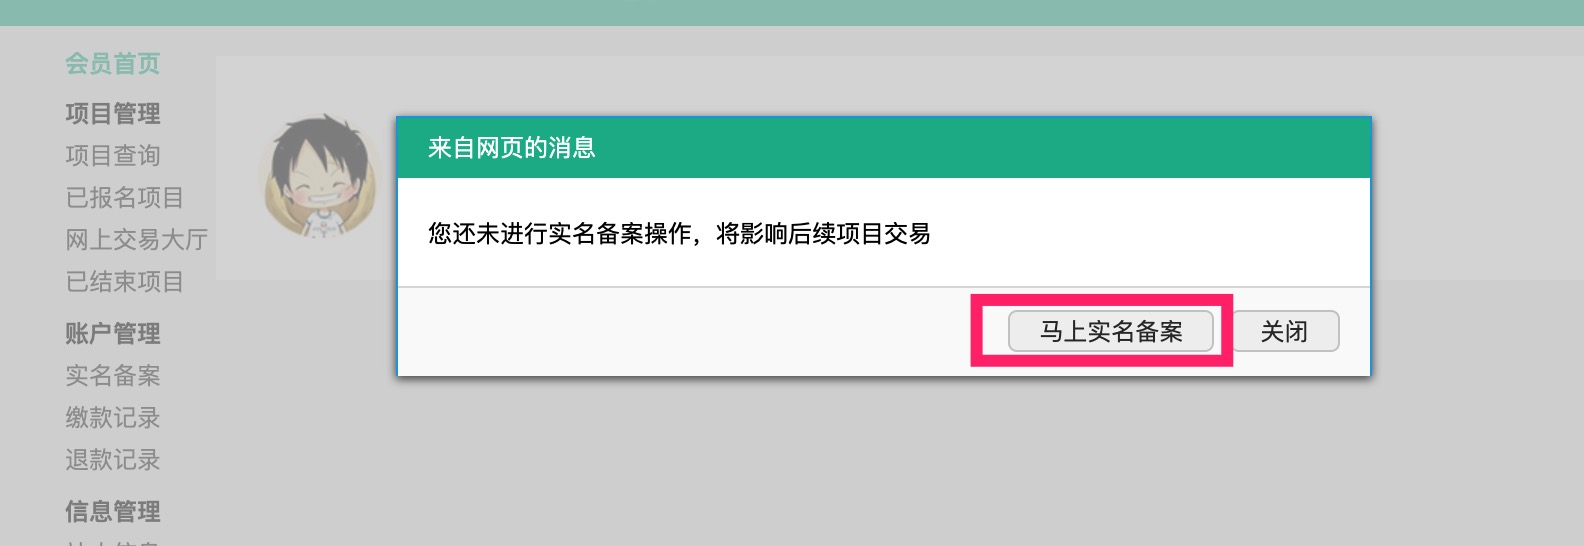 会员首页
项目管理
项目查询
已报名项目
网上交易大厅
已结束项目
账户管理
实名备案
缴款记录
退款记录
信息管理
来自网页的消息
您还未进行实名备案操作，将影响后续项目交易
马上实名备案
关闭